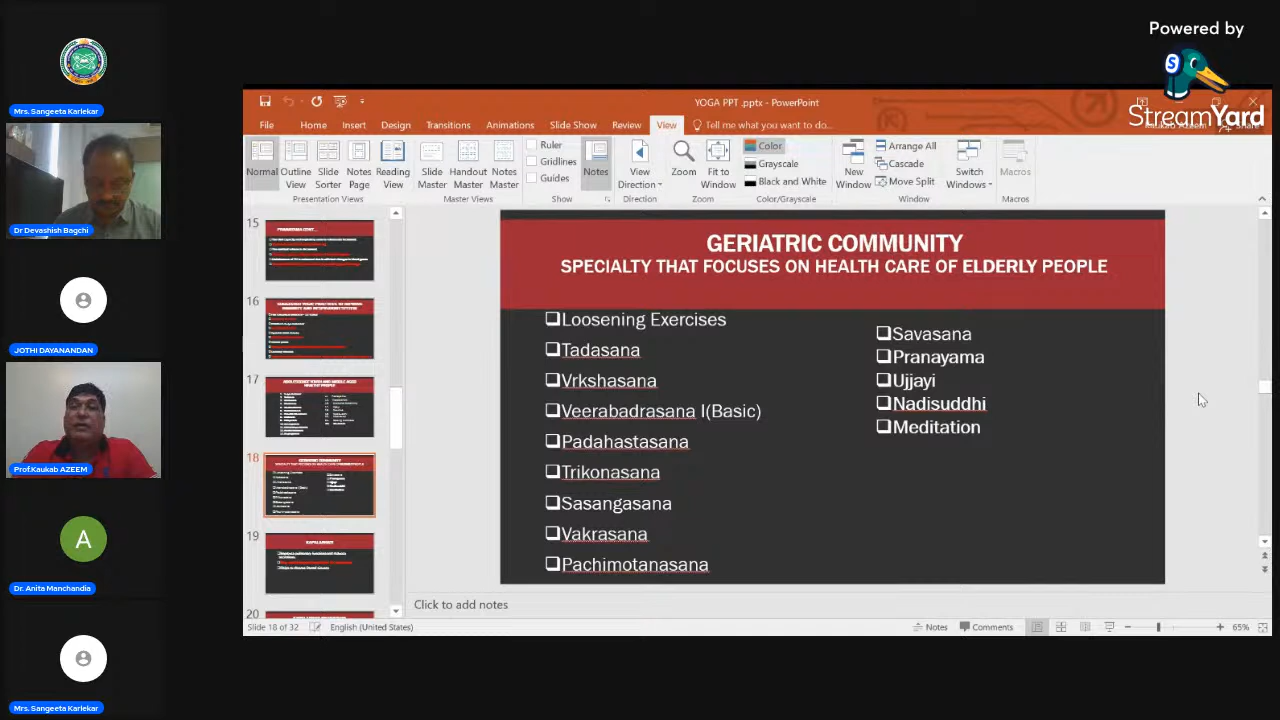 Powered by
StreamYard
Mrs. Sangeeta Karlekar
Dr Devashish Bagchi
JOTHI DAYANANDAN
Prof.Kaukab AZEEM
A
Dr. Anita Manchandia
Mrs. Sangeeta Karlekar
YOGA PPT .pptx - PowerPoint
File Home Insert Design Transitions Animations Slide Show Review View Tell me what you want to do...
Normal Outline View Slide Sorter Notes Page Reading View
Presentation Views
Slide Master Handout Master Notes Master
Master Views
Ruler
Gridlines
Guides
Show
Notes
View Direction
Direction
Zoom Fit to Window
Zoom
Color
Grayscale
Black and White
Color/Grayscale
New Window
Arrange All
Cascade
Move Split
Switch Windows
Window
Macros
Macros
15
16
17
18
19
20
GERIATRIC COMMUNITY
SPECIALTY THAT FOCUSES ON HEALTH CARE OF ELDERLY PEOPLE
❑Loosening Exercises
❑Tadasana
❑Vrkshasana
❑Veerabadrasana I(Basic)
❑Padahastasana
❑Trikonasana
❑Sasangasana
❑Vakrasana
❑Pachimotanasana
❑Savasana
❑Pranayama
❑Ujjayi
❑Nadisuddhi
❑Meditation
Click to add notes
Slide 18 of 32 English (United States) Notes Comments 65%